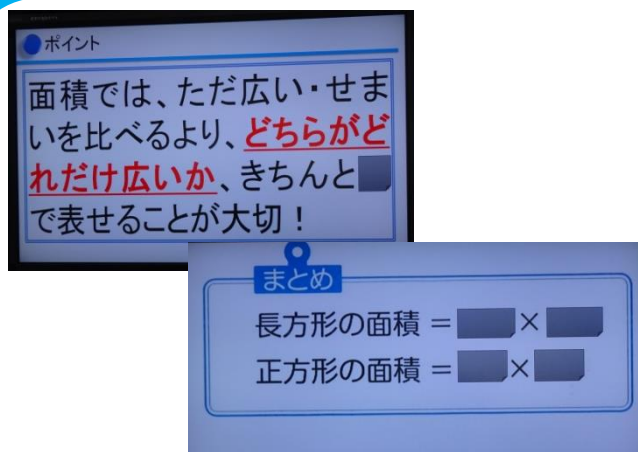 ポイント
面積では、ただ広い・せま
いを比べるより、どちらがど
れだけ広いか、きちんと
で表せることが大切！
まとめ
長方形の面積 = ×
正方形の面積 = ×